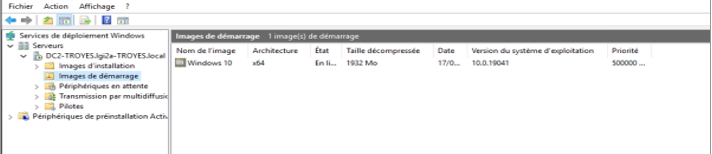 Fichier Action Affichage ?
Services de déploiement Windows
Serveurs
DC2-TROYES.lgi2a-TROYES.local
Images d'installation
Images de démarrage
Périphériques en attente
Transmission par multidiffusi
Pilotes
Périphériques de préinstallation Activ
Images de démarrage 1 image(s) de démarrage
Nom de l'image Architecture État Taille décompressée Date Version du système d'exploitation Priorité
Windows 10 x64 En li... 1932 Mo 17/0... 10.0.19041 500000 ...